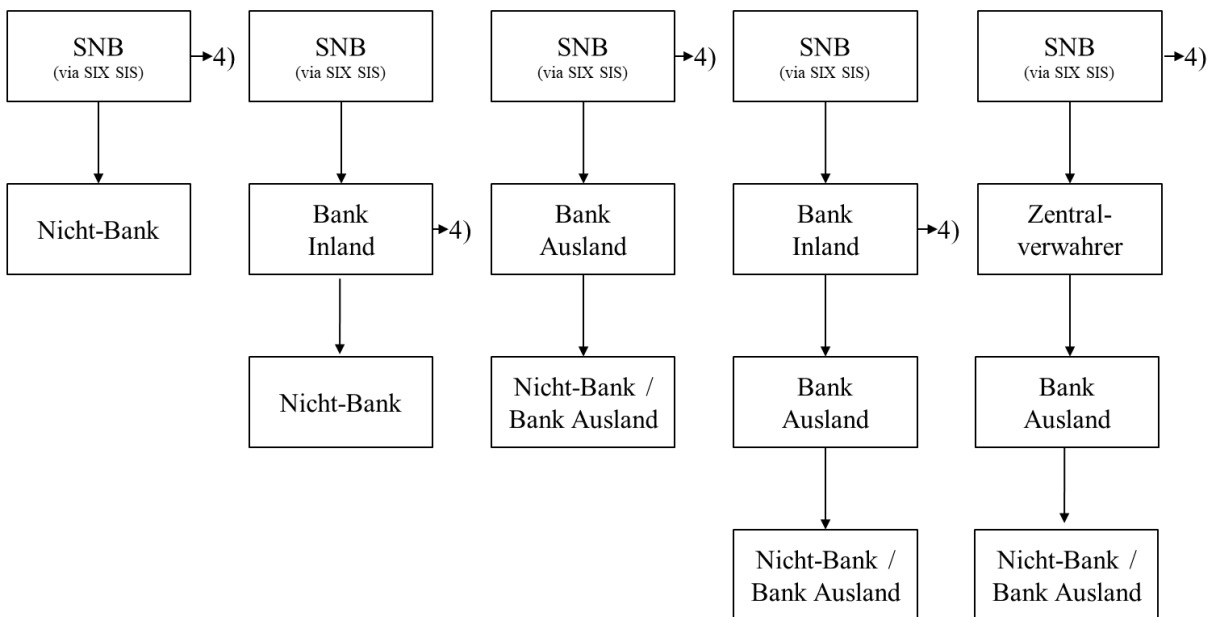 SNB
(via SIX SIS)
4)
SNB
(via SIX SIS)
SNB
(via SIX SIS)
4)
SNB
(via SIX SIS)
SNB
(via SIX SIS)
4)
Nicht-Bank
Bank
Inland
4)
Bank
Ausland
Bank
Inland
4)
Zentral-
verwahrer
Nicht-Bank
Nicht-Bank /
Bank Ausland
Bank
Ausland
Bank
Ausland
Nicht-Bank /
Bank Ausland
Nicht-Bank /
Bank Ausland